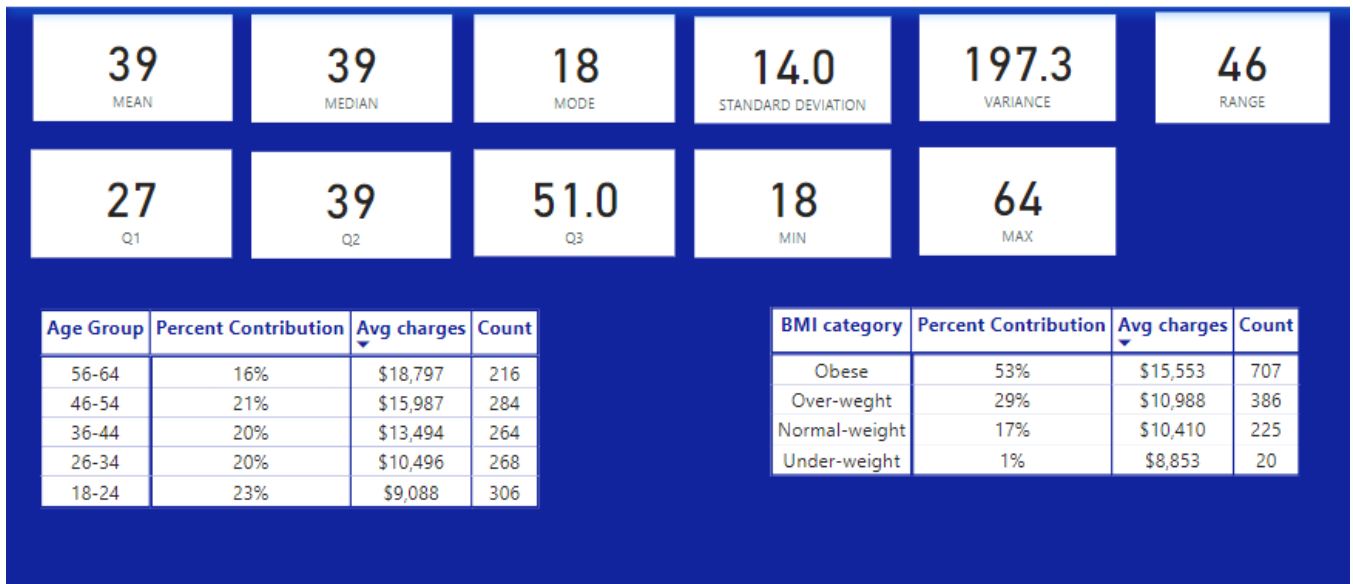 39 39 18 14.0 197.3 46
MEAN MEDIAN MODE STANDARD DEVIATION VARIANCE RANGE
27 39 51.0 18 64
Q1 Q2 Q3 MIN MAX
Age Group Percent Contribution Avg charges Count
56-64 16% $18,797 216
46-54 21% $15,987 284
36-44 20% $13,494 264
26-34 20% $10,496 268
18-24 23% $9,088 306
BMI category Percent Contribution Avg charges Count
Obese 53% $15,553 707
Over-weght 29% $10,988 386
Normal-weight 17% $10,410 225
Under-weight 1% $8,853 20